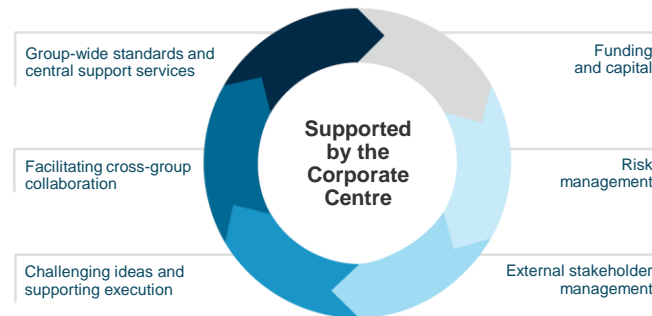 Group-wide standards and
central support services
Funding
and capital
Supported
by the
Corporate
Centre
Facilitating cross-group
collaboration
Risk
management
Challenging ideas and
supporting execution
External stakeholder
management